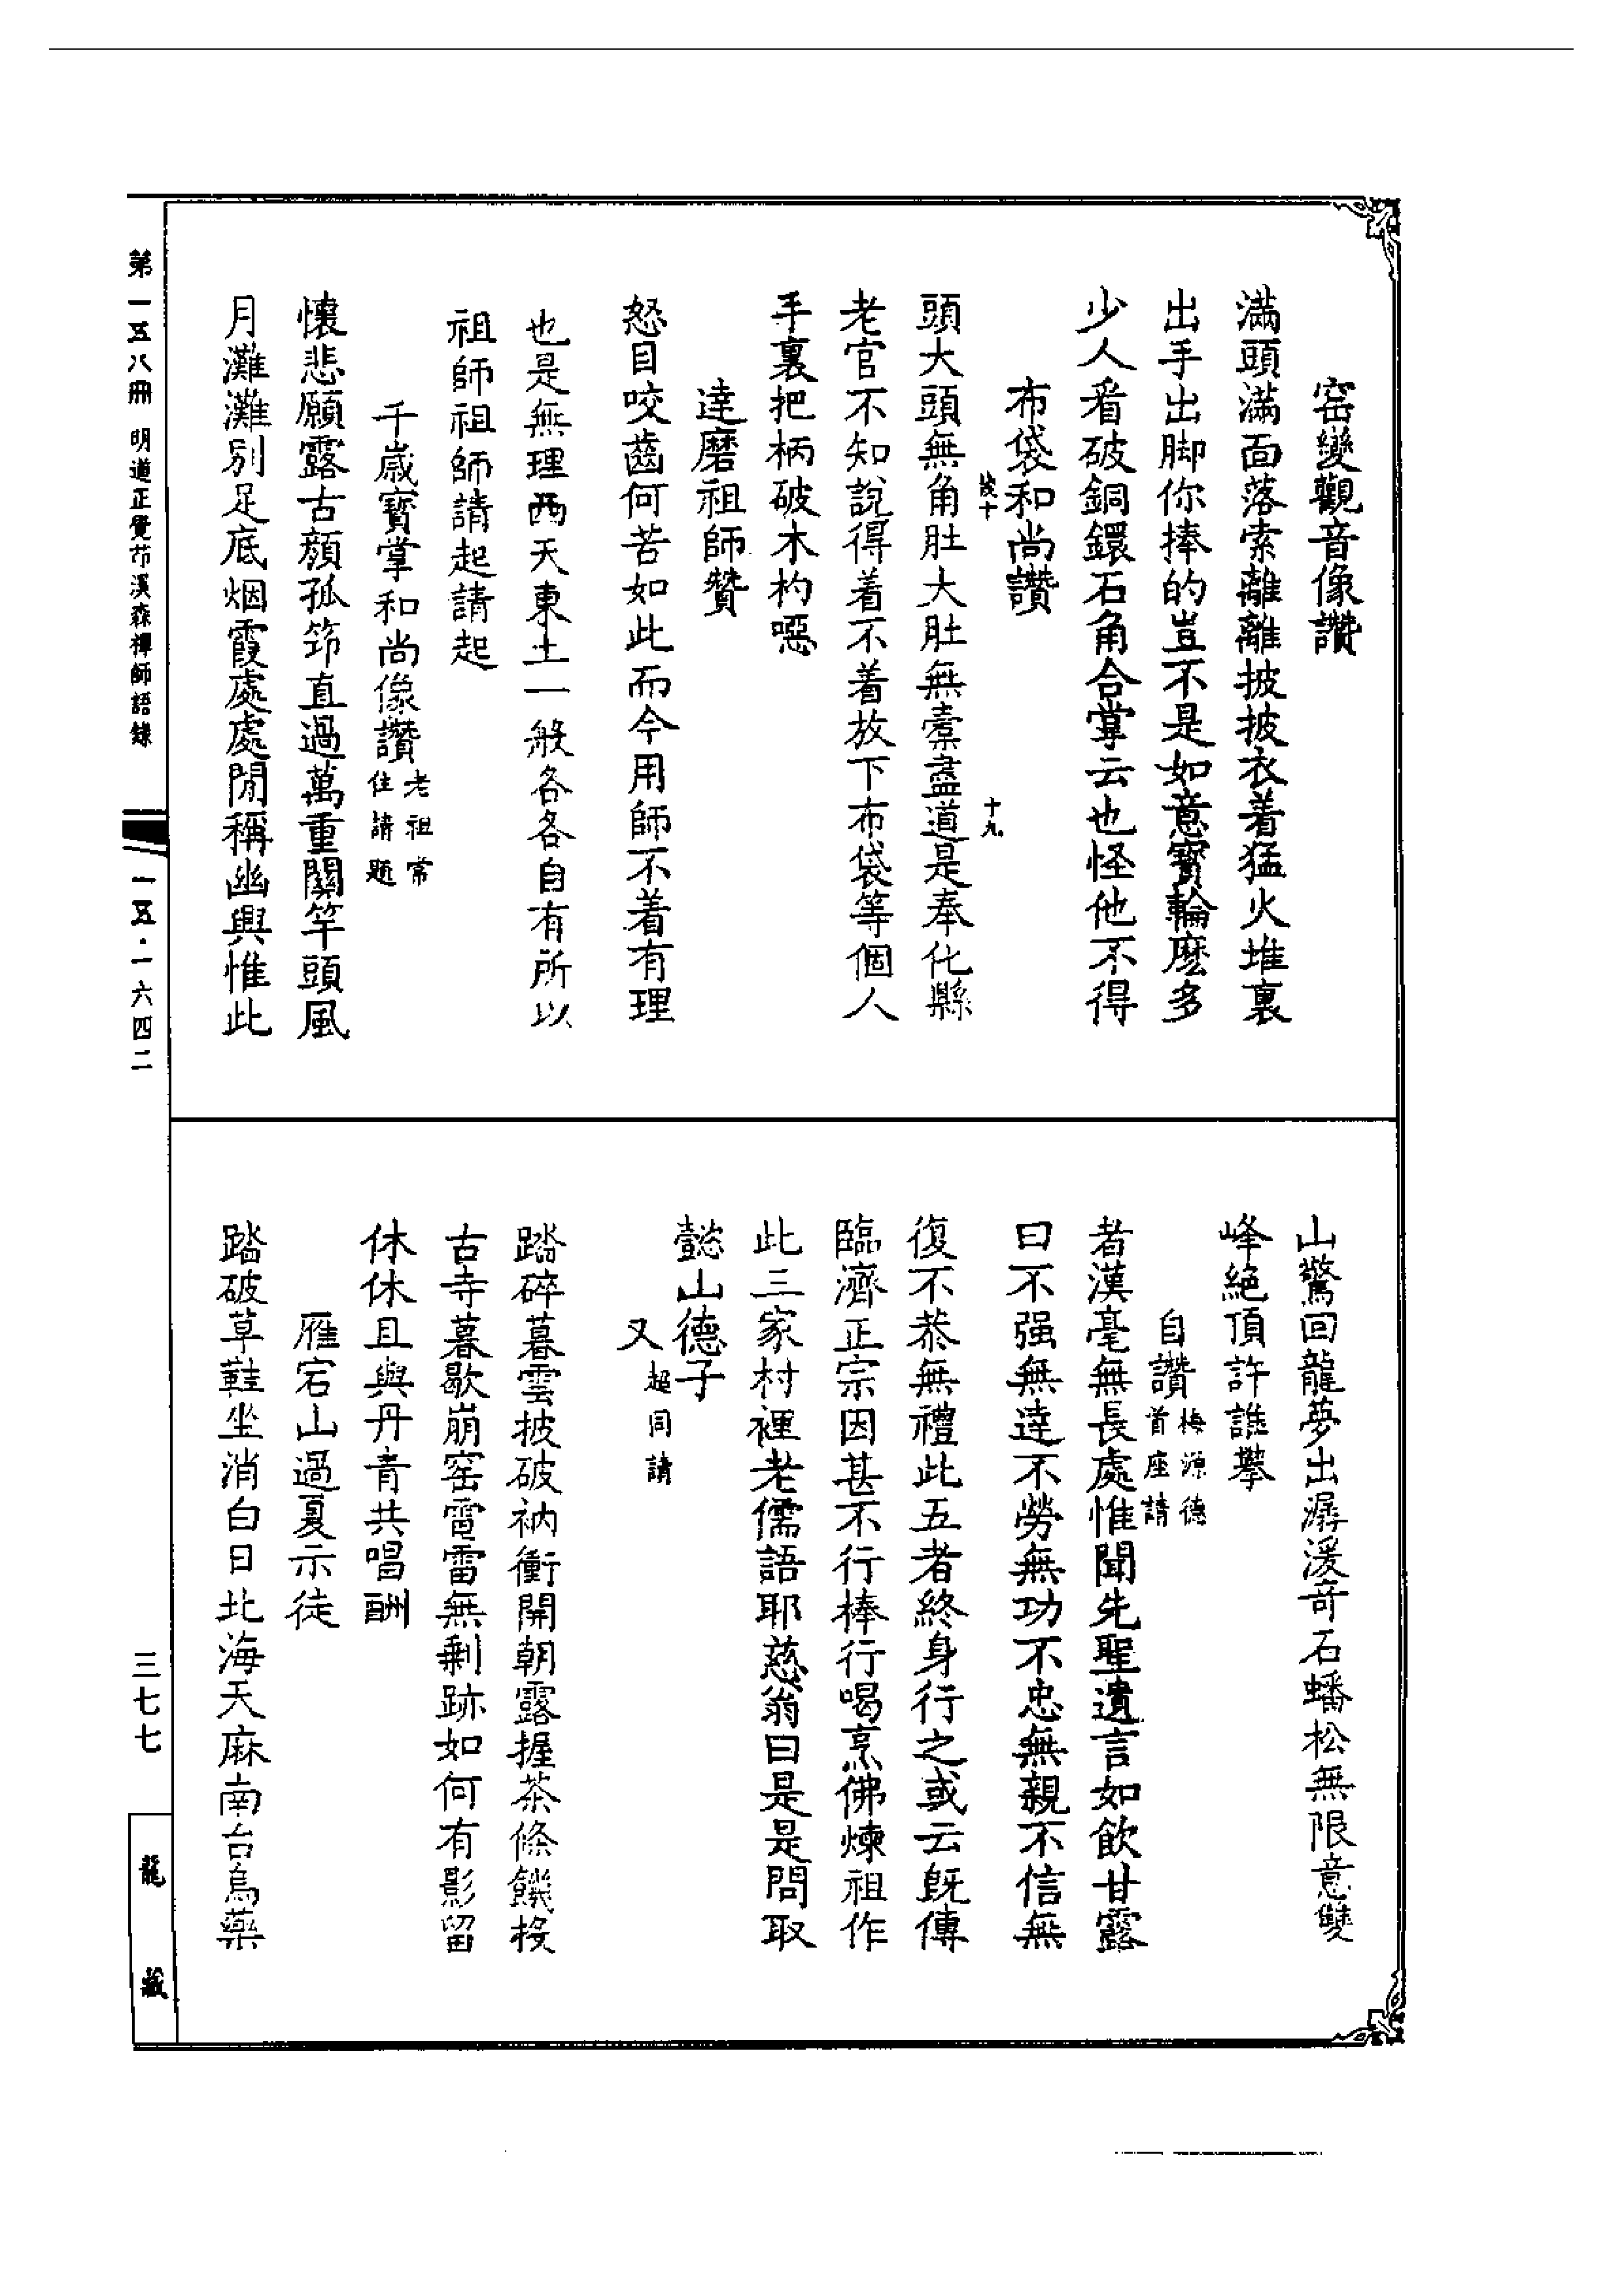 窑變觀音像讚
滿頭滿面落索離離披披衣着猛火堆裏
出手出脚你捧的豈不是如意寶輪麽多
少人看破銅鐶石角合掌云也怪他不得
布袋和尚讚
十九
頭大頭無角肚大肚無橐盡道是奉化縣
老官不知說得着不着放下布袋等個人
手裏把柄破木杓噁
達磨祖師贊
怒目咬齒何苦如此而今用師不着有理
也是無理西天東土一般各各自有所以
祖師祖師請起請起
千歲寶掌和尚像讚老祖常住請題
懷悲願露古顏孤笻直過萬重關竿頭風
月灘灘別足底烟霞處處閒稱幽興惟此
山驚回龍夢出潺湲奇石蟠松無限意雙
峰絕頂許誰攀
自讚梅源德首座請
者漢毫無長處惟聞先聖遺言如飲甘露
曰不强無達不勞無功不忠無親不信無
復不恭無禮此五者終身行之或云旣傳
臨濟正宗因甚不行棒行喝烹佛煉祖作
此三家村裡老儒語耶慈翁曰是是問取
懿山德子
又超同請
踏碎暮雲披破衲衝開朝露握茶條饑投
古寺暮歇崩窑電雷無剩跡如何有影留
休休且與丹青共唱酬
雁宕山過夏示徒
踏破草鞋坐消白日北海天麻南台烏藥
第一五八冊 明道正覺茚溪森禪師語錄
一五·一六四二
三七七
龍藏